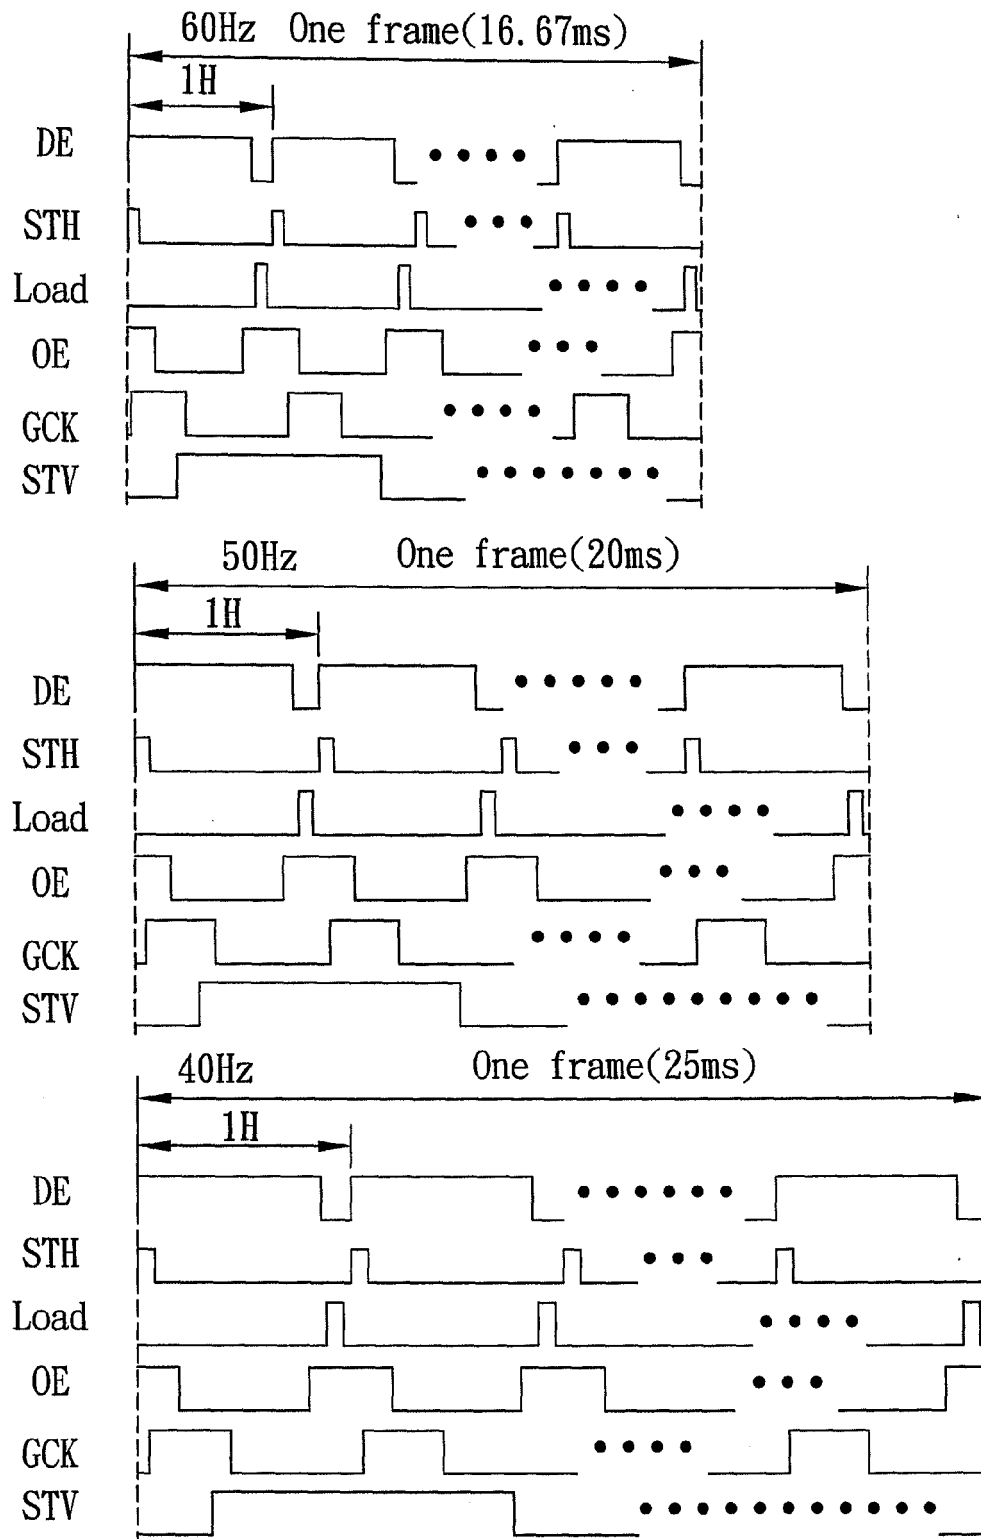 60Hz One frame(16.67ms)
1H
DE
STH
Load
OE
GCK
STV
50Hz One frame(20ms)
1H
DE
STH
Load
OE
GCK
STV
40Hz One frame(25ms)
1H
DE
STH
Load
OE
GCK
STV